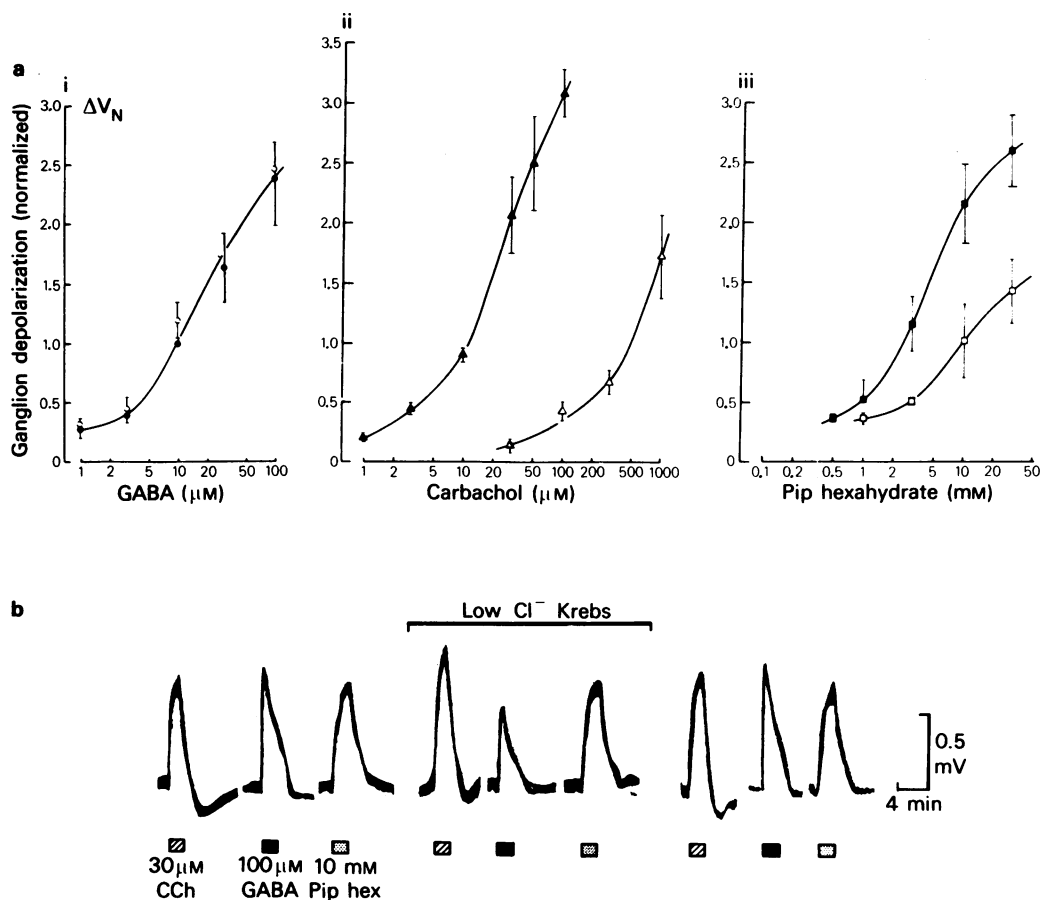 a
i
ΔV_N
Ganglion depolarization (normalized)
3.0
2.5
2.0
1.5
1.0
0.5
0
1 2 5 10 20 50 100
GABA (μM)
ii
3.5
3.0
2.5
2.0
1.5
1.0
0.5
0
1 2 5 10 20 50 100 200 500 1000
Carbachol (μM)
iii
3.0
2.5
2.0
1.5
1.0
0.5
0
0.1 0.2 0.5 1 2 5 10 20 50
Pip hexahydrate (mM)
b
Low Cl⁻ Krebs
0.5
mV
4 min
30μM 100μM 10 mM
CCh GABA Pip hex